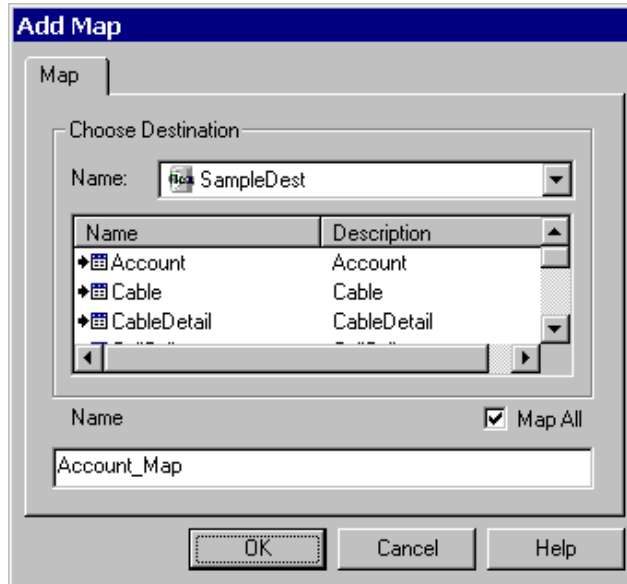 Add Map
Map
Choose Destination
Name: SampleDest
Name Description
Account Account
Cable Cable
CableDetail CableDetail
Name Map All
Account_Map
OK Cancel Help